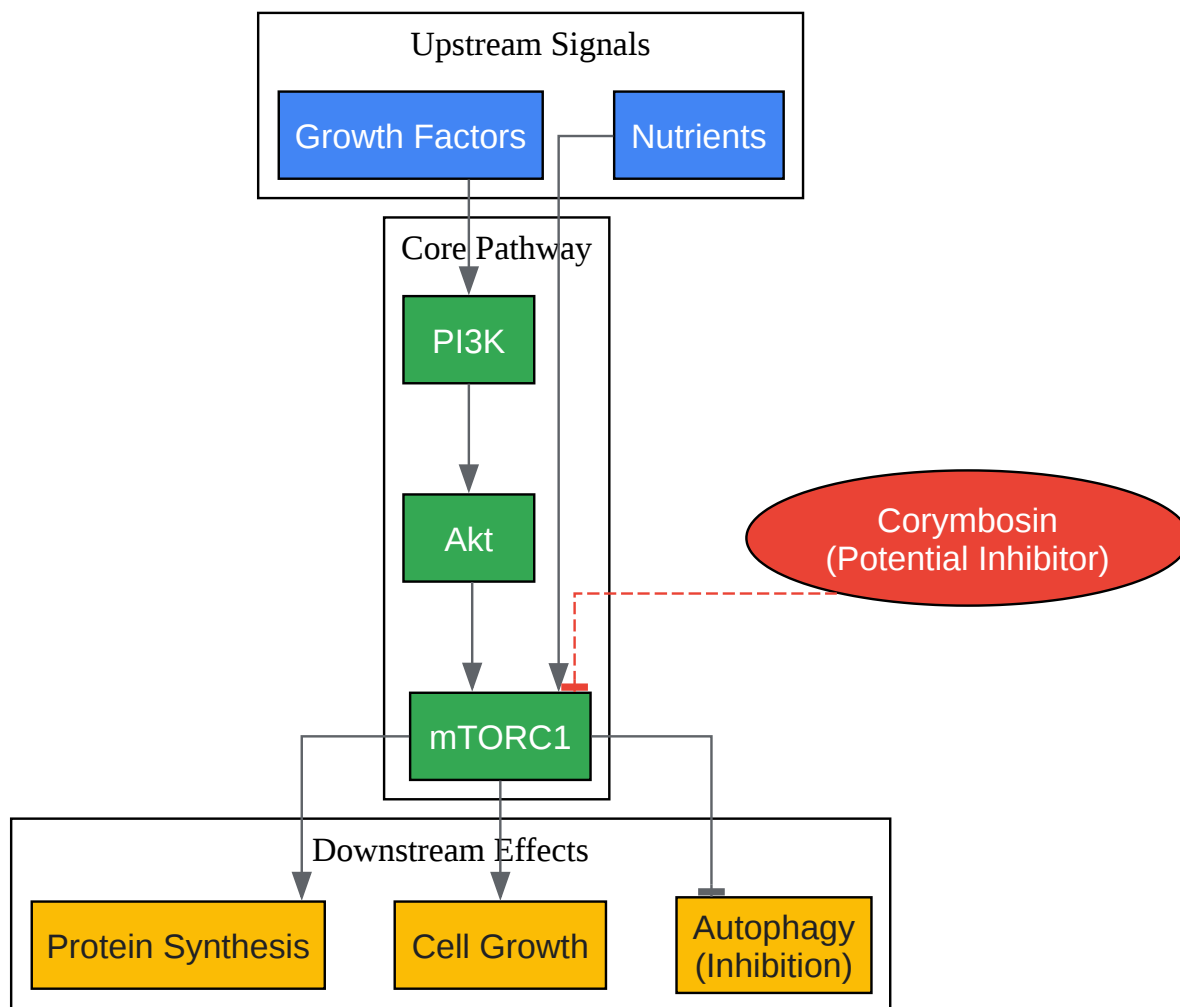 Upstream Signals
Growth Factors
Nutrients
Core Pathway
PI3K
Akt
Corymbosin
(Potential Inhibitor)
mTORC1
Downstream Effects
Protein Synthesis
Cell Growth
Autophagy
(Inhibition)